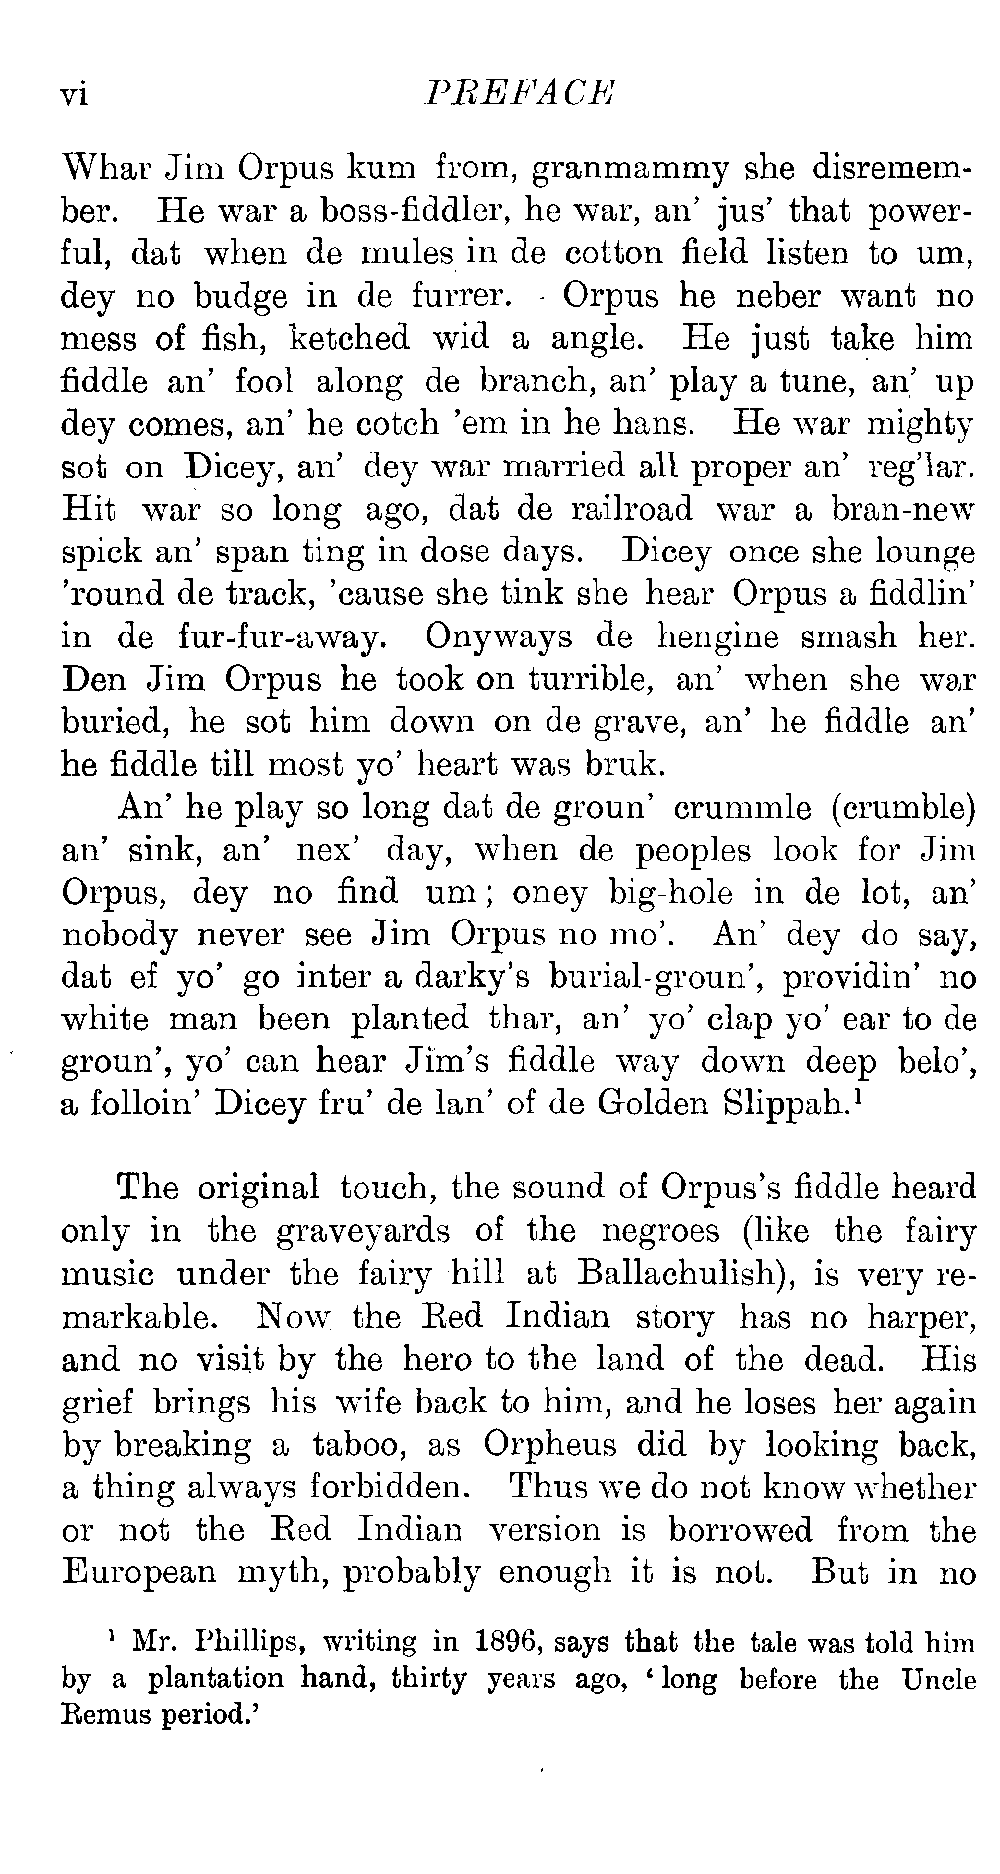 vi PREFACE
Whar Jim Orpus kum from, granmammy she disremem-
ber. He war a boss-fiddler, he war, an' jus' that power-
ful, dat when de mules in de cotton field listen to um,
dey no budge in de furrer. Orpus he neber want no
mess of fish, ketched wid a angle. He just take him
fiddle an' fool along de branch, an' play a tune, an' up
dey comes, an' he cotch 'em in he hans. He war mighty
sot on Dicey, an' dey war married all proper an' reg'lar.
Hit war so long ago, dat de railroad war a bran-new
spick an' span ting in dose days. Dicey once she lounge
'round de track, 'cause she tink she hear Orpus a fiddlin'
in de fur-fur-away. Onyways de hengine smash her.
Den Jim Orpus he took on turrible, an' when she war
buried, he sot him down on de grave, an' he fiddle an'
he fiddle till most yo' heart was bruk.
An' he play so long dat de groun' crummle (crumble)
an' sink, an' nex' day, when de peoples look for Jim
Orpus, dey no find um; oney big-hole in de lot, an'
nobody never see Jim Orpus no mo'. An' dey do say,
dat ef yo' go inter a darky's burial-groun', providin' no
white man been planted thar, an' yo' clap yo' ear to de
groun', yo' can hear Jim's fiddle way down deep belo',
a folloin' Dicey fru' de lan' of de Golden Slippah.¹
The original touch, the sound of Orpus's fiddle heard
only in the graveyards of the negroes (like the fairy
music under the fairy hill at Ballachulish), is very re-
markable. Now the Red Indian story has no harper,
and no visit by the hero to the land of the dead. His
grief brings his wife back to him, and he loses her again
by breaking a taboo, as Orpheus did by looking back,
a thing always forbidden. Thus we do not know whether
or not the Red Indian version is borrowed from the
European myth, probably enough it is not. But in no
¹ Mr. Phillips, writing in 1896, says that the tale was told him
by a plantation hand, thirty years ago, 'long before the Uncle
Remus period.'